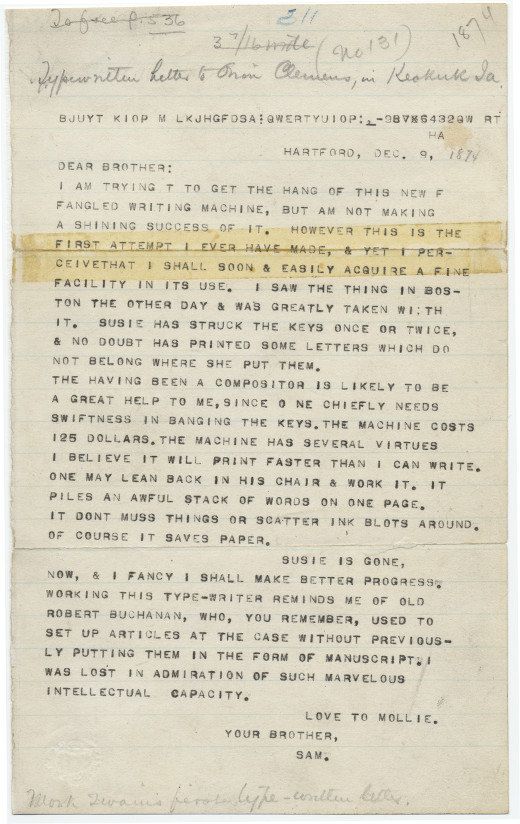 To face p. 536
311
3 7/16 wide
(no 131)
1874
Typewritten letter to Orion Clemens, in Keokuk Ia.
BJUYT KIOP M LKJHGFDSA:QWERTYUIOP:_-98V%6432QW RT
HA
HARTFORD, DEC. 9, 1874
DEAR BROTHER:
I AM TRYING T TO GET THE HANG OF THIS NEW F
FANGLED WRITING MACHINE, BUT AM NOT MAKING
A SHINING SUCCESS OF IT. HOWEVER THIS IS THE
FIRST ATTEMPT I EVER HAVE MADE, & YET I PER-
CEIVETHAT I SHALL SOON & EASILY ACQUIRE A FINE
FACILITY IN ITS USE. I SAW THE THING IN BOS-
TON THE OTHER DAY & WAS GREATLY TAKEN WI:TH
IT. SUSIE HAS STRUCK THE KEYS ONCE OR TWICE,
& NO DOUBT HAS PRINTED SOME LETTERS WHICH DO
NOT BELONG WHERE SHE PUT THEM.
THE HAVING BEEN A COMPOSITOR IS LIKELY TO BE
A GREAT HELP TO ME,SINCE O NE CHIEFLY NEEDS
SWIFTNESS IN BANGING THE KEYS.THE MACHINE COSTS
125 DOLLARS.THE MACHINE HAS SEVERAL VIRTUES
I BELIEVE IT WILL PRINT FASTER THAN I CAN WRITE.
ONE MAY LEAN BACK IN HIS CHAIR & WORK IT. IT
PILES AN AWFUL STACK OF WORDS ON ONE PAGE.
IT DONT MUSS THINGS OR SCATTER INK BLOTS AROUND.
OF COURSE IT SAVES PAPER.
SUSIE IS GONE,
NOW, & I FANCY I SHALL MAKE BETTER PROGRESS.
WORKING THIS TYPE-WRITER REMINDS ME OF OLD
ROBERT BUCHANAN, WHO, YOU REMEMBER, USED TO
SET UP ARTICLES AT THE CASE WITHOUT PREVIOUS-
LY PUTTING THEM IN THE FORM OF MANUSCRIPT.I
WAS LOST IN ADMIRATION OF SUCH MARVELOUS
INTELLECTUAL CAPACITY.
LOVE TO MOLLIE.
YOUR BROTHER,
SAM.
Mark Twain's first type-written letter.